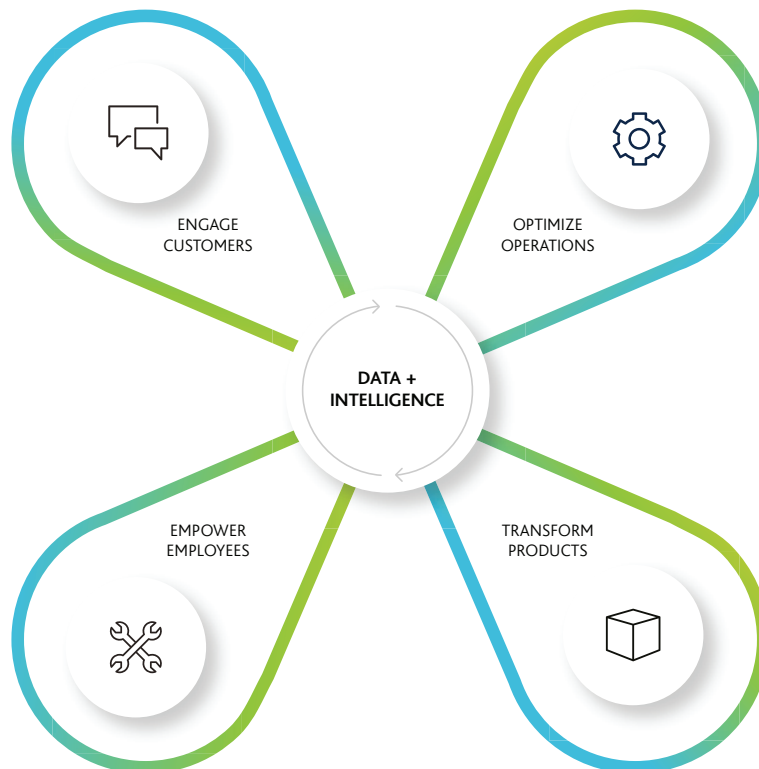 ENGAGE
CUSTOMERS
OPTIMIZE
OPERATIONS
DATA +
INTELLIGENCE
EMPOWER
EMPLOYEES
TRANSFORM
PRODUCTS